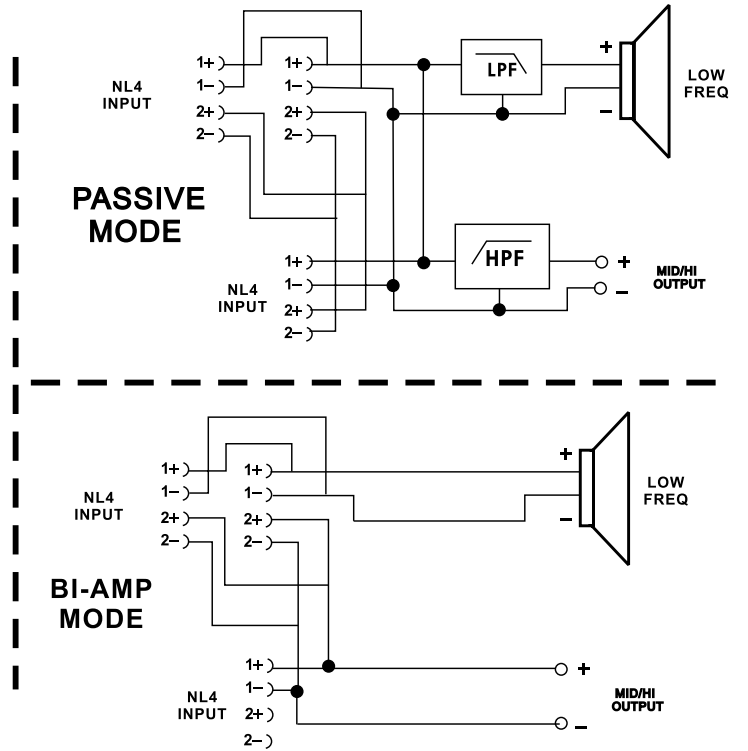 1+ 1+ +
1– 1– LPF LOW
NL4 FREQ
INPUT
2+ 2+ –
2– 2–
PASSIVE
MODE
1+ HPF + MID/HI
NL4 1– – OUTPUT
INPUT 2+
2–
+
1+ 1+ LOW
1– 1– FREQ
NL4
INPUT
2+ 2+ –
2– 2–
BI-AMP
MODE
1+ +
NL4 1– MID/HI
INPUT 2+ – OUTPUT
2–